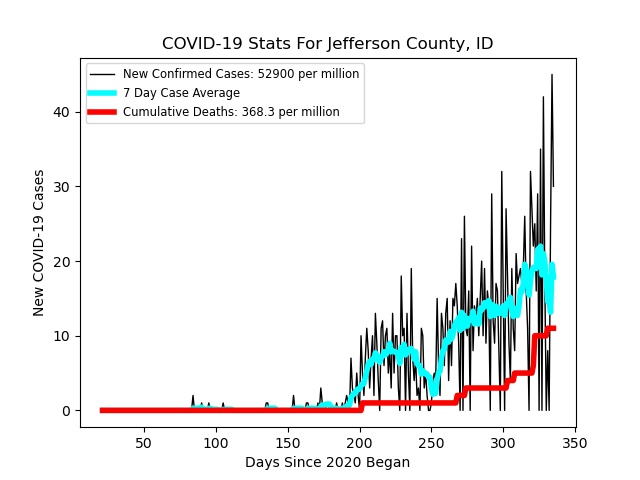 COVID-19 Stats For Jefferson County, ID
New Confirmed Cases: 52900 per million
7 Day Case Average
Cumulative Deaths: 368.3 per million
New COVID-19 Cases
40
30
20
10
0
50 100 150 200 250 300 350
Days Since 2020 Began